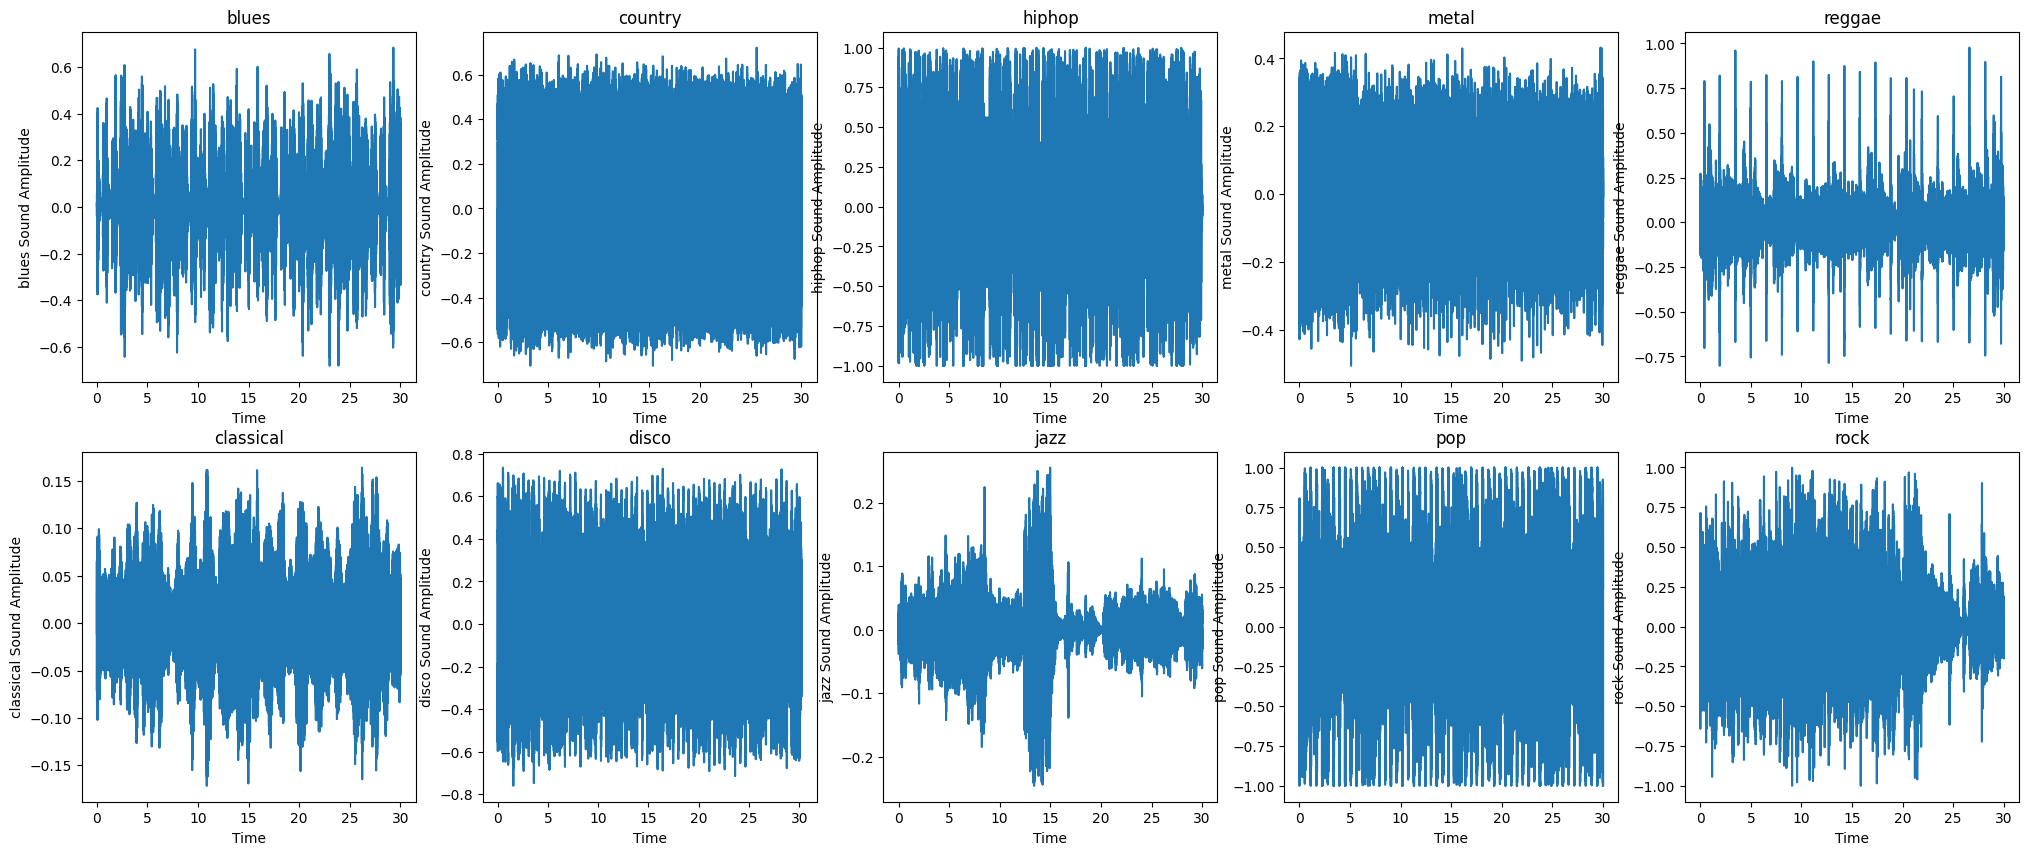 blues
country
hiphop
metal
reggae
blues Sound Amplitude
0.6
0.4
0.2
0.0
−0.2
−0.4
−0.6
0 5 10 15 20 25 30
Time
country Sound Amplitude
0.6
0.4
0.2
0.0
−0.2
−0.4
−0.6
0 5 10 15 20 25 30
Time
hiphop Sound Amplitude
1.00
0.75
0.50
0.25
0.00
−0.25
−0.50
−0.75
−1.00
0 5 10 15 20 25 30
Time
metal Sound Amplitude
0.4
0.2
0.0
−0.2
−0.4
0 5 10 15 20 25 30
Time
reggae Sound Amplitude
1.00
0.75
0.50
0.25
0.00
−0.25
−0.50
−0.75
0 5 10 15 20 25 30
Time
classical
disco
jazz
pop
rock
classical Sound Amplitude
0.15
0.10
0.05
0.00
−0.05
−0.10
−0.15
0 5 10 15 20 25 30
Time
disco Sound Amplitude
0.8
0.6
0.4
0.2
0.0
−0.2
−0.4
−0.6
−0.8
0 5 10 15 20 25 30
Time
jazz Sound Amplitude
0.2
0.1
0.0
−0.1
−0.2
0 5 10 15 20 25 30
Time
pop Sound Amplitude
1.00
0.75
0.50
0.25
0.00
−0.25
−0.50
−0.75
−1.00
0 5 10 15 20 25 30
Time
rock Sound Amplitude
1.00
0.75
0.50
0.25
0.00
−0.25
−0.50
−0.75
−1.00
0 5 10 15 20 25 30
Time